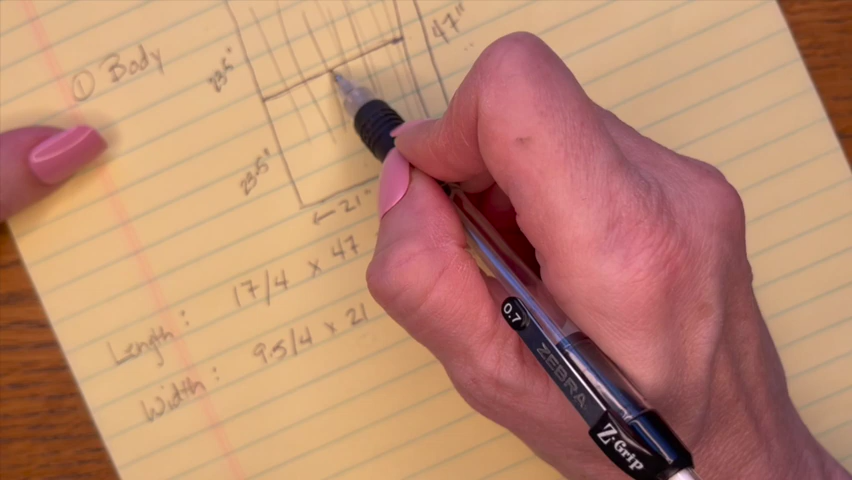 ① Body
23.5"
47"
23.5"
← 21"
Length: 17/4 x 47
Width: 9.5/4 x 21
0.7
ZEBRA
Z-Grip